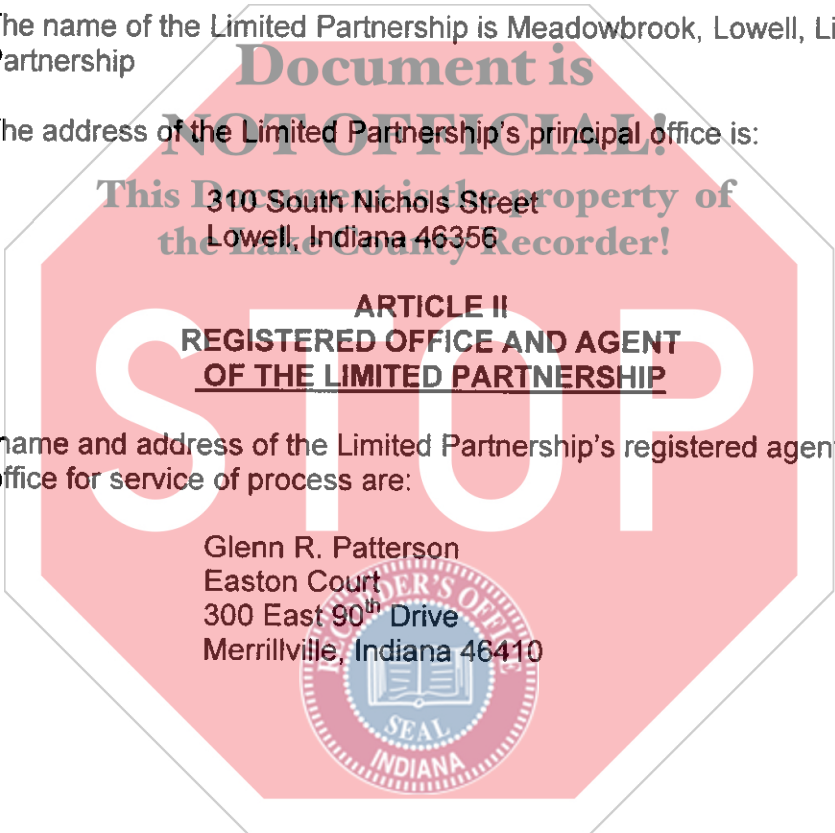 he name of the Limited Partnership is Meadowbrook, Lowell, Li
Partnership
Document is
NOT OFFICIAL!
he address of the Limited Partnership's principal office is:
This Document is the property of
the Lake County Recorder!
310 South Nichols Street
Lowell, Indiana 46356
ARTICLE II
REGISTERED OFFICE AND AGENT
OF THE LIMITED PARTNERSHIP
STOP
name and address of the Limited Partnership's registered agent
office for service of process are:
Glenn R. Patterson
Easton Court
300 East 90th Drive
Merrillville, Indiana 46410
RECORDER'S OFFICE
SEAL
INDIANA